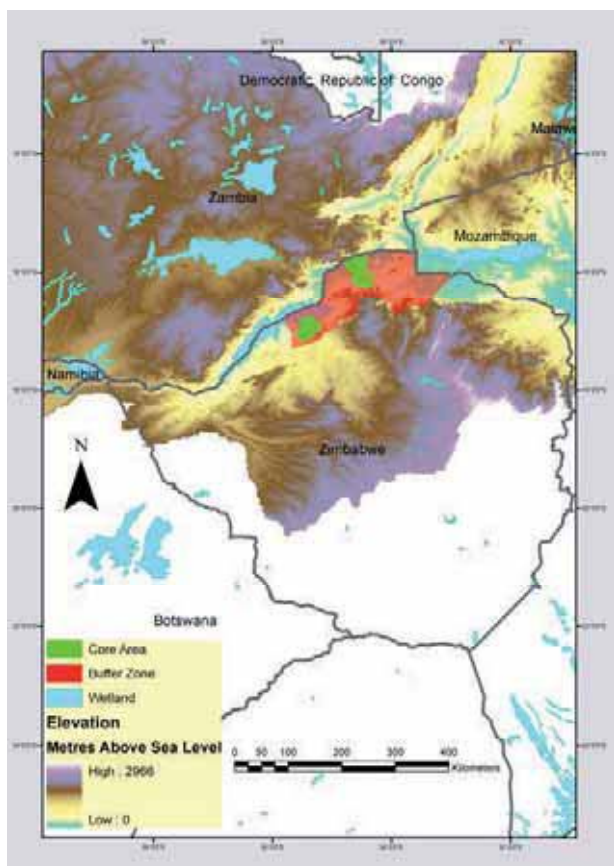 Democratic Republic of Congo
Zambia
Mozambique
Namibia
N
Zimbabwe
Botswana
Core Area
Buffer Zone
Wetland
Elevation
Metres Above Sea Level
High : 2966
Low : 0
0 50 100 200 300 400
Kilometers